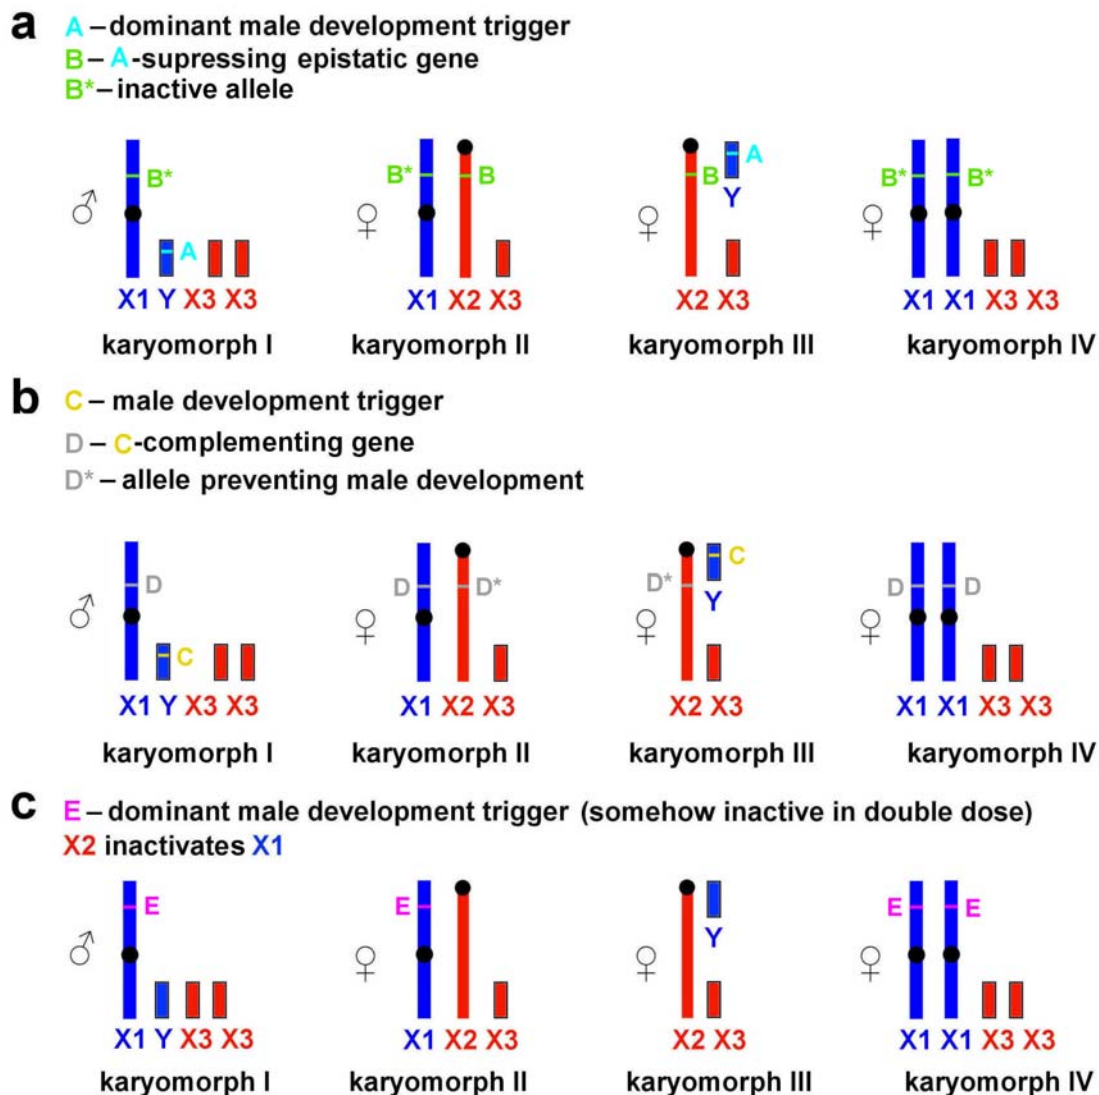 a
A – dominant male development trigger
B – A-supressing epistatic gene
B* – inactive allele
B*
A
B*
B
B
A
Y
B*
B*
♂
♀
♀
♀
X1 Y X3 X3
X1 X2 X3
X2 X3
X1 X1 X3 X3
karyomorph I
karyomorph II
karyomorph III
karyomorph IV
b
C – male development trigger
D – C-complementing gene
D* – allele preventing male development
D
C
D
D*
D*
C
Y
D
D
♂
♀
♀
♀
X1 Y X3 X3
X1 X2 X3
X2 X3
X1 X1 X3 X3
karyomorph I
karyomorph II
karyomorph III
karyomorph IV
c
E – dominant male development trigger (somehow inactive in double dose)
X2 inactivates X1
E
E
Y
E
E
♂
♀
♀
♀
X1 Y X3 X3
X1 X2 X3
X2 X3
X1 X1 X3 X3
karyomorph I
karyomorph II
karyomorph III
karyomorph IV